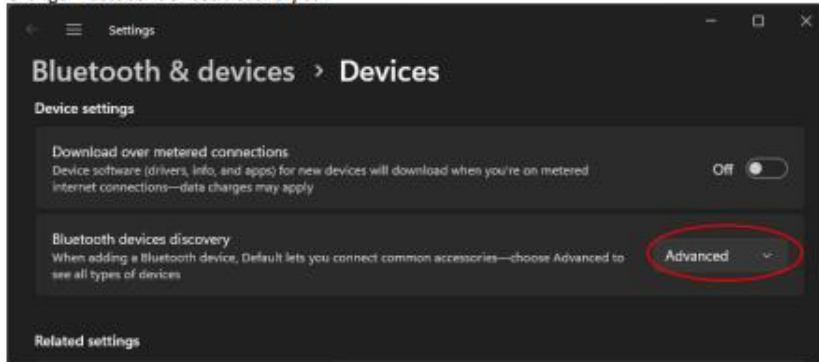 Settings
Bluetooth & devices > Devices
Device settings
Download over metered connections
Device software (drivers, info, and apps) for new devices will download when you're on metered
internet connections—data charges may apply
Off
Bluetooth devices discovery
When adding a Bluetooth device, Default lets you connect common accessories—choose Advanced to
see all types of devices
Advanced
Related settings